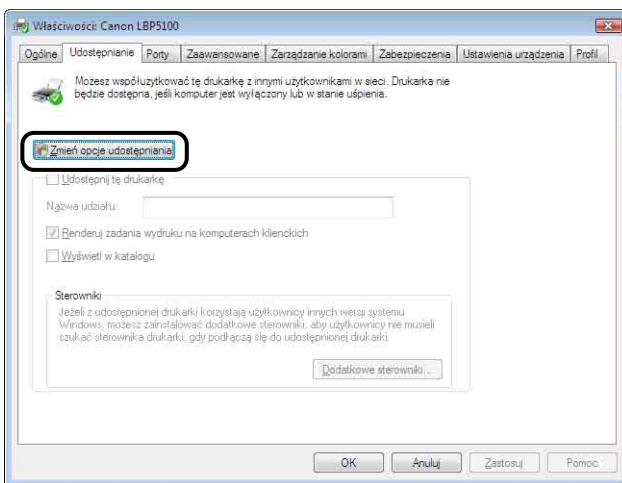 Właściwości: Canon LBP5100
Ogólne Udostępnianie Porty Zaawansowane Zarządzanie kolorami Zabezpieczenia Ustawienia urządzenia Profil
Możesz współużytkować tę drukarkę z innymi użytkownikami w sieci. Drukarka nie
będzie dostępna, jeśli komputer jest wyłączony lub w stanie uśpienia.
Zmień opcje udostępniania
Udostępnij tę drukarkę
Nazwa udziału:
Renderuj zadania wydruku na komputerach klienckich
Wyświetl w katalogu
Sterowniki
Jeżeli z udostępnionej drukarki korzystają użytkownicy innych wersji systemu
Windows, możesz zainstalować dodatkowe sterowniki, aby użytkownicy nie musieli
szukać sterownika drukarki, gdy podłączą się do udostępnionej drukarki.
Dodatkowe sterowniki...
OK Anuluj Zastosuj Pomoc